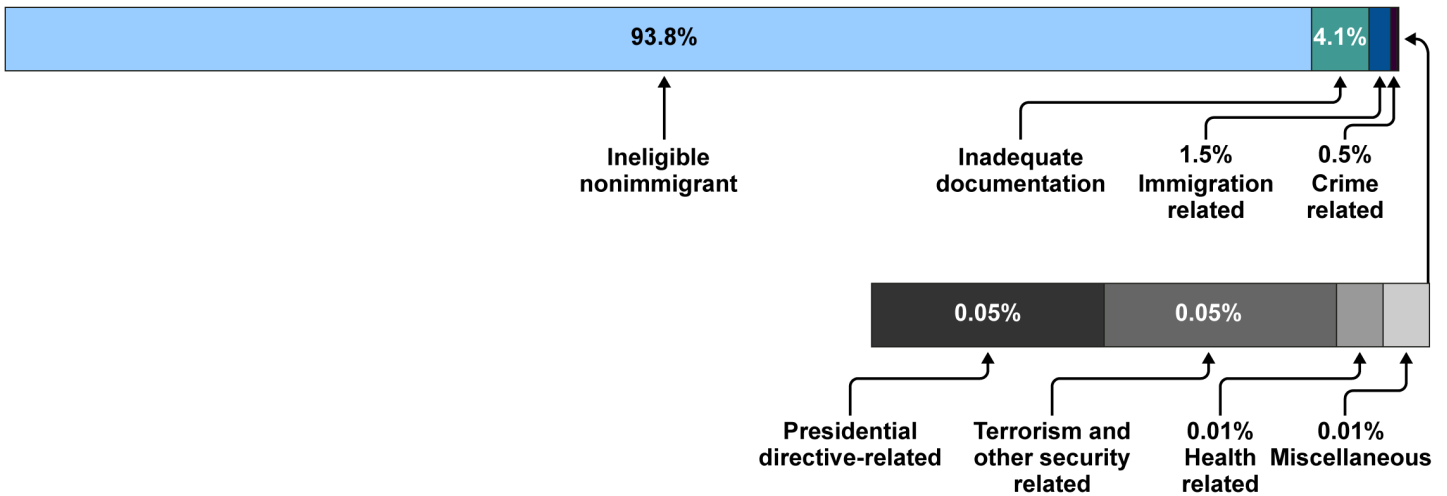 93.8%
4.1%
Ineligible
nonimmigrant
Inadequate
documentation
1.5%
Immigration
related
0.5%
Crime
related
0.05%
0.05%
Presidential
directive-related
Terrorism and
other security
related
0.01%
Health
related
0.01%
Miscellaneous